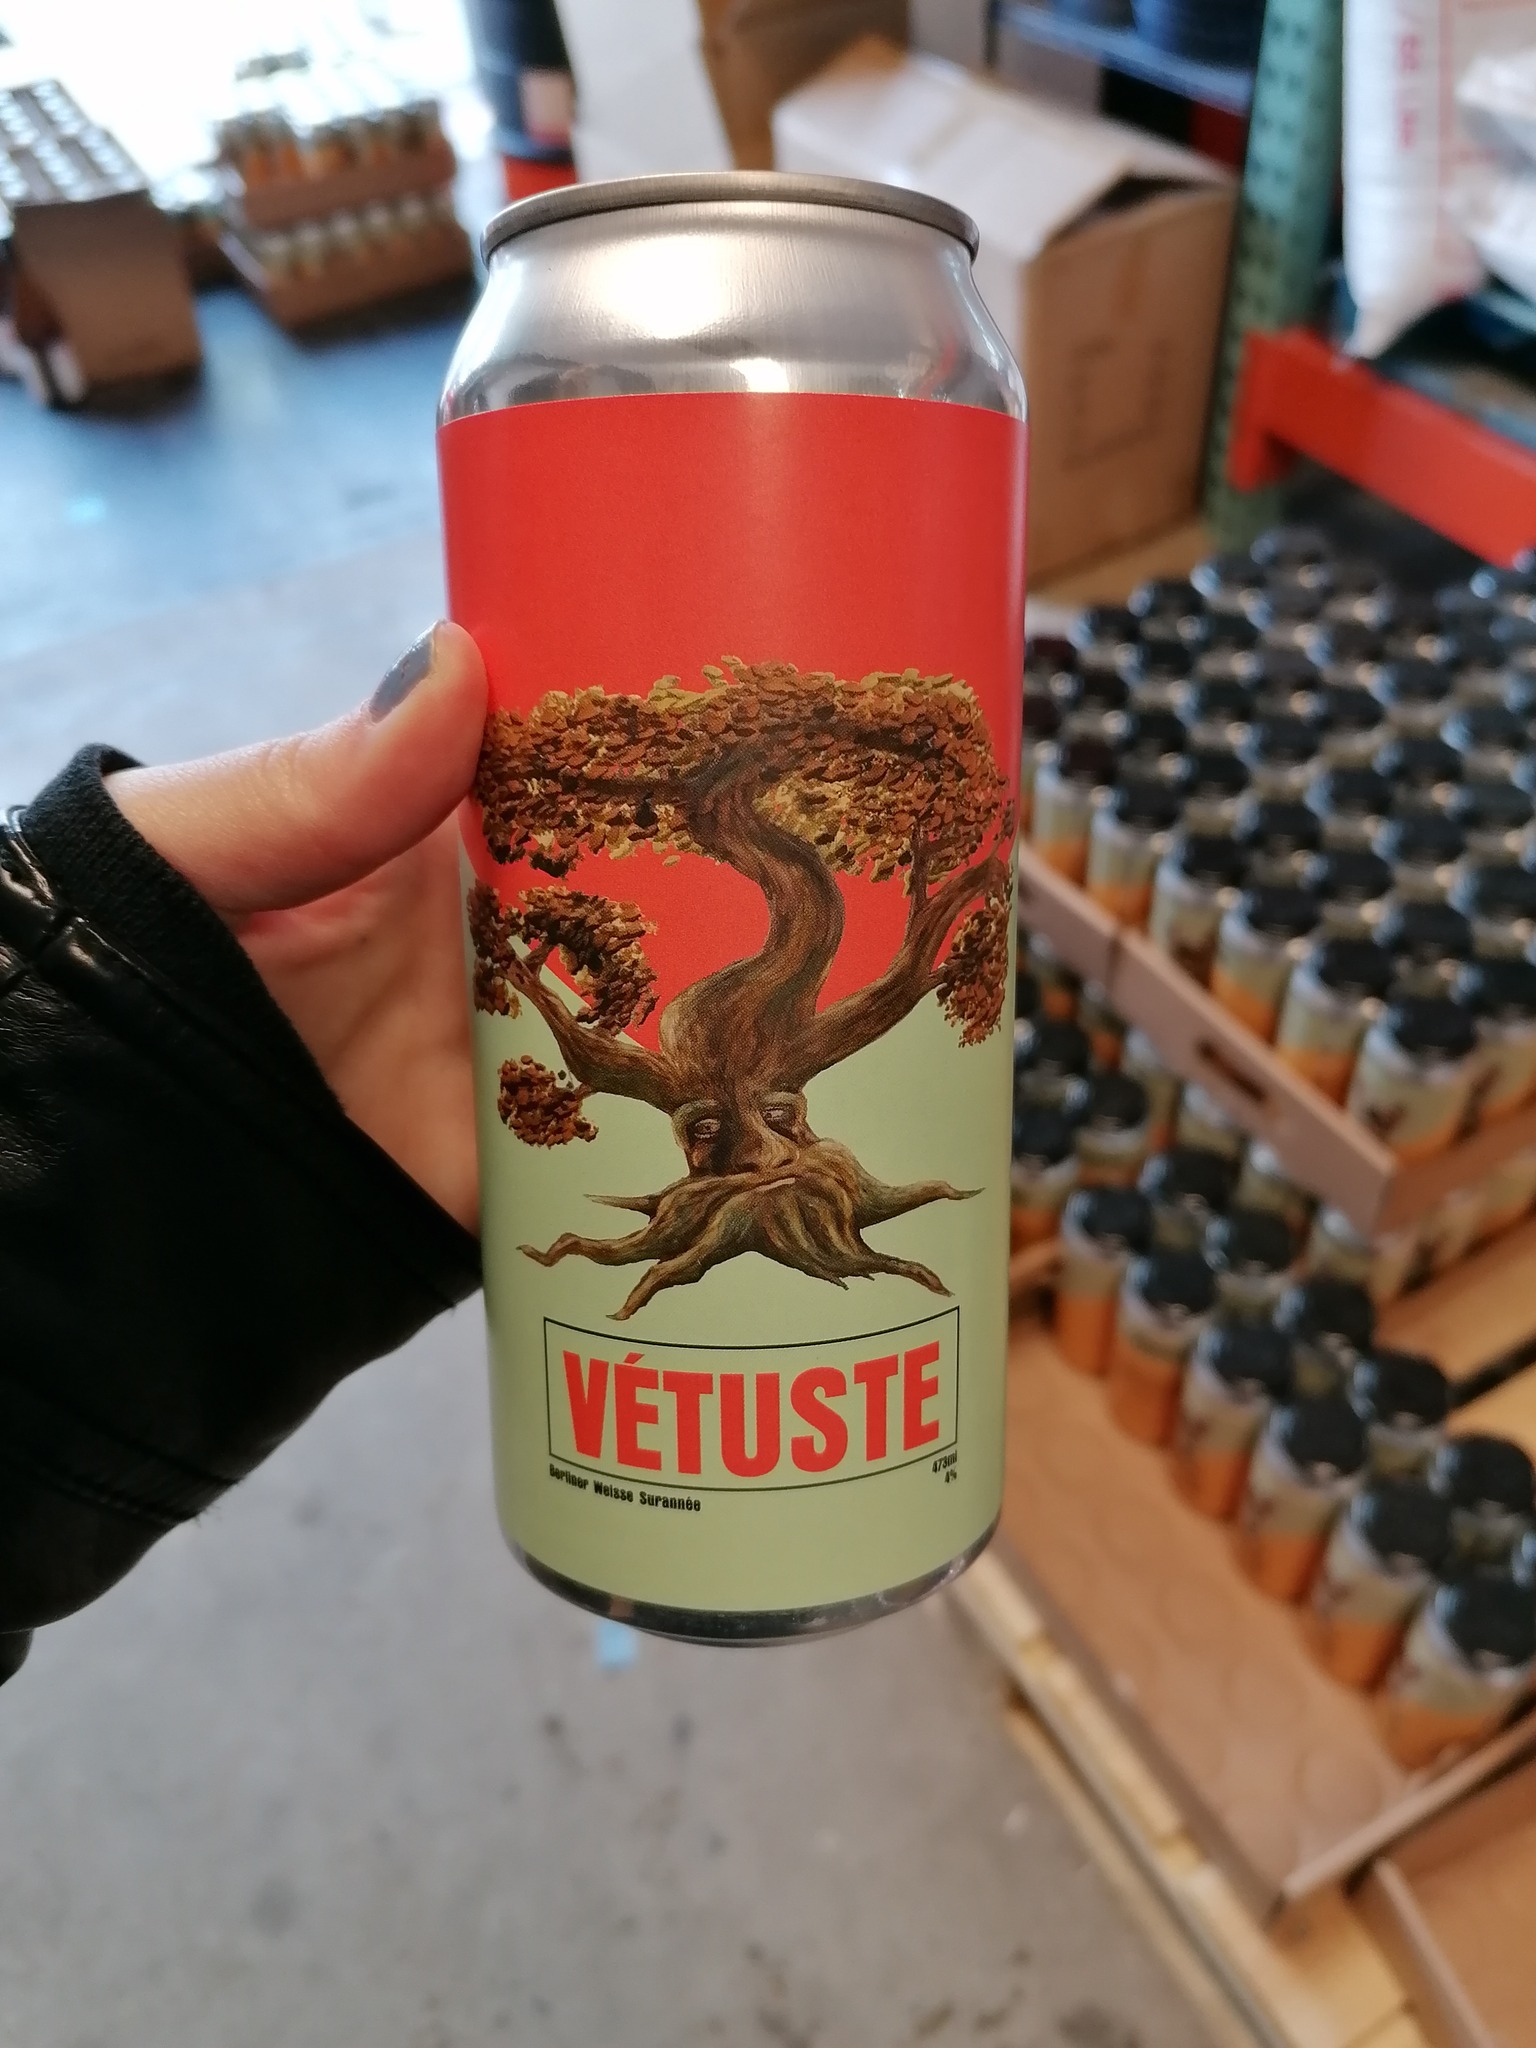 VÉTUSTE
Berliner Weisse Surannée
473ml
4%